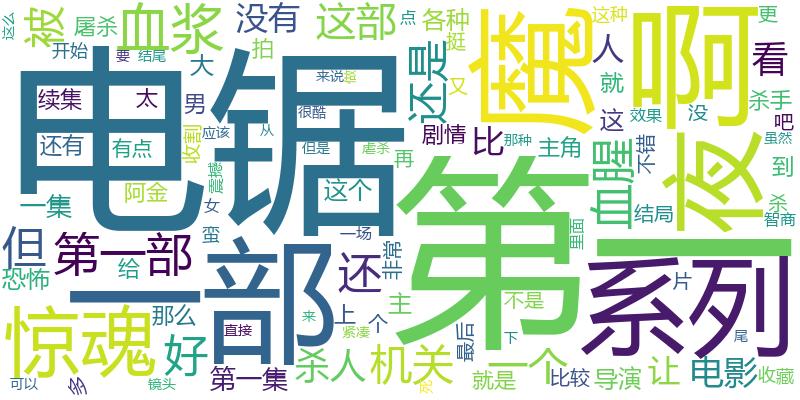 这么
被
屠杀
血浆
没有
这部
点
各种
魔
哥
这种
更
开始
要
结尾
大
拍
挺
人
看
电锯
来说
还是
又
就
续集
太
男
很酷
第
夜
杀手
没
效果
吧
还有
有点
收割
应该
从
剧情
比
那种
这
主角
不错
虽然
但是
虐杀
再
血腥
到
震撼
阿金
这个
杀
一集
女
结局
智商
但
第一部
蛮
一场
里面
一
恐怖
给
一部
还
非常
系列
片
惊魂
那么
上
个
主
不是
来
直接
紧凑
最后
下
尾
好
杀人
机关
一个
让
电影
第一集
死
就是
比较
导演
收藏
可以
多
镜头